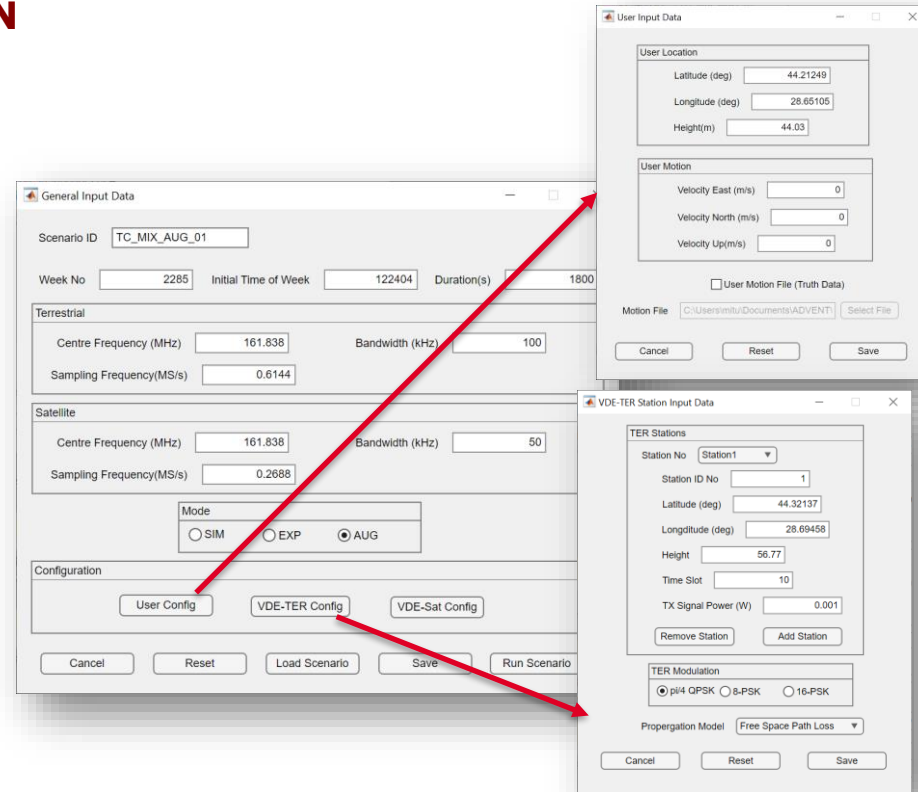 N
User Input Data
User Location
Latitude (deg) 44.21249
Longitude (deg) 28.65105
Height(m) 44.03
User Motion
Velocity East (m/s) 0
Velocity North (m/s) 0
Velocity Up(m/s) 0
User Motion File (Truth Data)
Motion File C:\Users\mitu\Documents\ADVENT\ Select File
Cancel Reset Save
General Input Data
Scenario ID TC_MIX_AUG_01
Week No 2285 Initial Time of Week 122404 Duration(s) 1800
Terrestrial
Centre Frequency (MHz) 161.838 Bandwidth (kHz) 100
Sampling Frequency(MS/s) 0.6144
Satellite
Centre Frequency (MHz) 161.838 Bandwidth (kHz) 50
Sampling Frequency(MS/s) 0.2688
Mode
SIM EXP AUG
Configuration
User Config VDE-TER Config VDE-Sat Config
Cancel Reset Load Scenario Save Run Scenario
VDE-TER Station Input Data
TER Stations
Station No Station1
Station ID No 1
Latitude (deg) 44.32137
Longditude (deg) 28.69458
Height 56.77
Time Slot 10
TX Signal Power (W) 0.001
Remove Station Add Station
TER Modulation
pi/4 QPSK 8-PSK 16-PSK
Propergation Model Free Space Path Loss
Cancel Reset Save